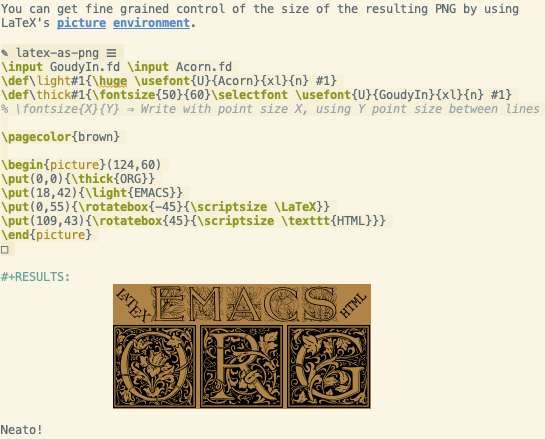 You can get fine grained control of the size of the resulting PNG by using
LaTeX's picture environment.
✎ latex-as-png ☰
\input GoudyIn.fd \input Acorn.fd
\def\light#1{\huge \usefont{U}{Acorn}{xl}{n} #1}
\def\thick#1{\fontsize{50}{60}\selectfont \usefont{U}{GoudyIn}{xl}{n} #1}
% \fontsize{X}{Y} ⇒ Write with point size X, using Y point size between lines
\pagecolor{brown}
\begin{picture}(124,60)
\put(0,0){\thick{ORG}}
\put(18,42){\light{EMACS}}
\put(0,55){\rotatebox{-45}{\scriptsize \LaTeX}}
\put(109,43){\rotatebox{45}{\scriptsize \texttt{HTML}}}
\end{picture}
□
#+RESULTS:
LATEX EMACS HTML
ORG
Neato!